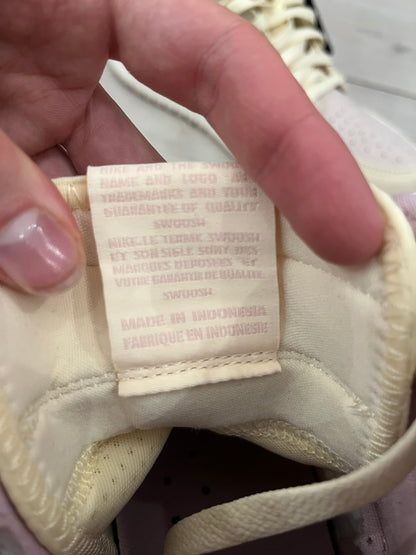 NIKE AND THE SWOOSH
NAME AND LOGO ARE
TRADEMARKS AND YOUR
GUARANTEE OF QUALITY
SWOOSH
NIKE,LE TERME SWOOSH
ET SON SIGLE SONT DES
MARQUES DEPOSEES ET
VOTRE GARANTIE DE QUALITE
SWOOSH
MADE IN INDONESIA
FABRIQUE EN INDONESIE